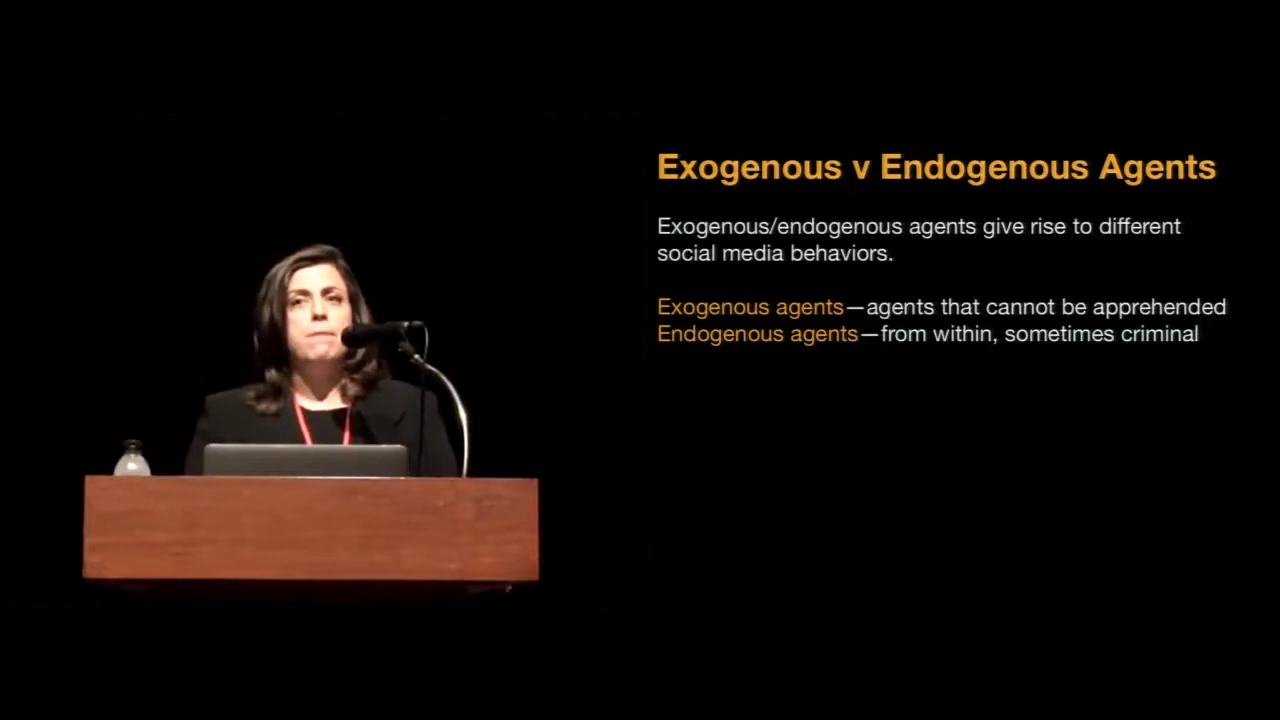 Exogenous v Endogenous Agents
Exogenous/endogenous agents give rise to different
social media behaviors.
Exogenous agents—agents that cannot be apprehended
Endogenous agents—from within, sometimes criminal